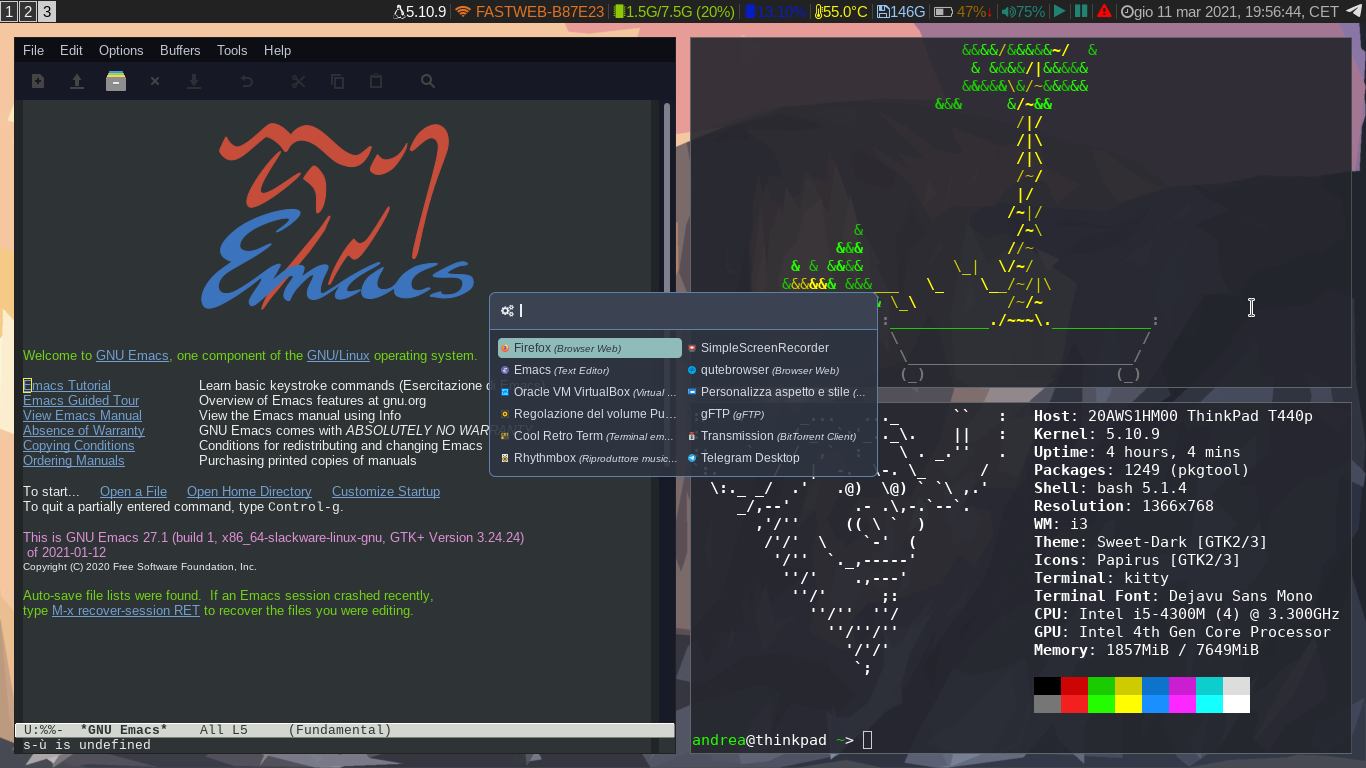 1 2 3 5.10.9 FASTWEB-B87E23 1.5G/7.5G (20%) 13.10% 55.0°C 146G 47%↓ 75% gio 11 mar 2021, 19:56:44, CET
File Edit Options Buffers Tools Help
Emacs
Welcome to GNU Emacs, one component of the GNU/Linux operating system.
Emacs Tutorial Learn basic keystroke commands (Esercitazione di
Emacs Guided Tour Overview of Emacs features at gnu.org
View Emacs Manual View the Emacs manual using Info
Absence of Warranty GNU Emacs comes with ABSOLUTELY NO WARRANTY
Copying Conditions Conditions for redistributing and changing Emacs
Ordering Manuals Purchasing printed copies of manuals
To start... Open a File Open Home Directory Customize Startup
To quit a partially entered command, type Control-g.
This is GNU Emacs 27.1 (build 1, x86_64-slackware-linux-gnu, GTK+ Version 3.24.24)
of 2021-01-12
Copyright (C) 2020 Free Software Foundation, Inc.
Auto-save file lists were found. If an Emacs session crashed recently,
type M-x recover-session RET to recover the files you were editing.
U:%%- *GNU Emacs* All L5 (Fundamental)
s-ù is undefined
Firefox (Browser Web)
Emacs (Text Editor)
Oracle VM VirtualBox (Virtual ...
Regolazione del volume Pu...
Cool Retro Term (Terminal em...
Rhythmbox (Riproduttore music...
SimpleScreenRecorder
qutebrowser (Browser Web)
Personalizza aspetto e stile (...
gFTP (gFTP)
Transmission (BitTorrent Client)
Telegram Desktop
Host: 20AWS1HM00 ThinkPad T440p
Kernel: 5.10.9
Uptime: 4 hours, 4 mins
Packages: 1249 (pkgtool)
Shell: bash 5.1.4
Resolution: 1366x768
WM: i3
Theme: Sweet-Dark [GTK2/3]
Icons: Papirus [GTK2/3]
Terminal: kitty
Terminal Font: Dejavu Sans Mono
CPU: Intel i5-4300M (4) @ 3.300GHz
GPU: Intel 4th Gen Core Processor
Memory: 1857MiB / 7649MiB
andrea@thinkpad ~>